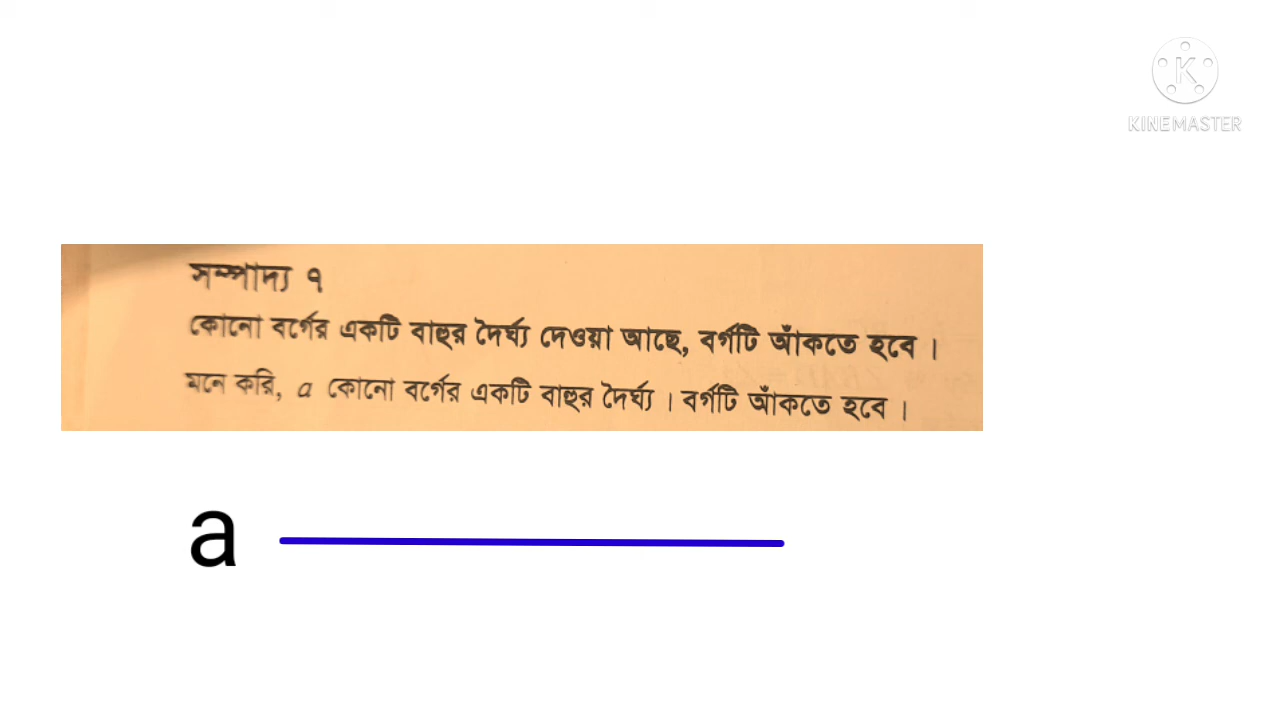 KINEMASTER
সম্পাদ্য ৭
কোনো বর্গের একটি বাহুর দৈর্ঘ্য দেওয়া আছে, বর্গটি আঁকতে হবে ।
মনে করি, a কোনো বর্গের একটি বাহুর দৈর্ঘ্য । বর্গটি আঁকতে হবে ।
a